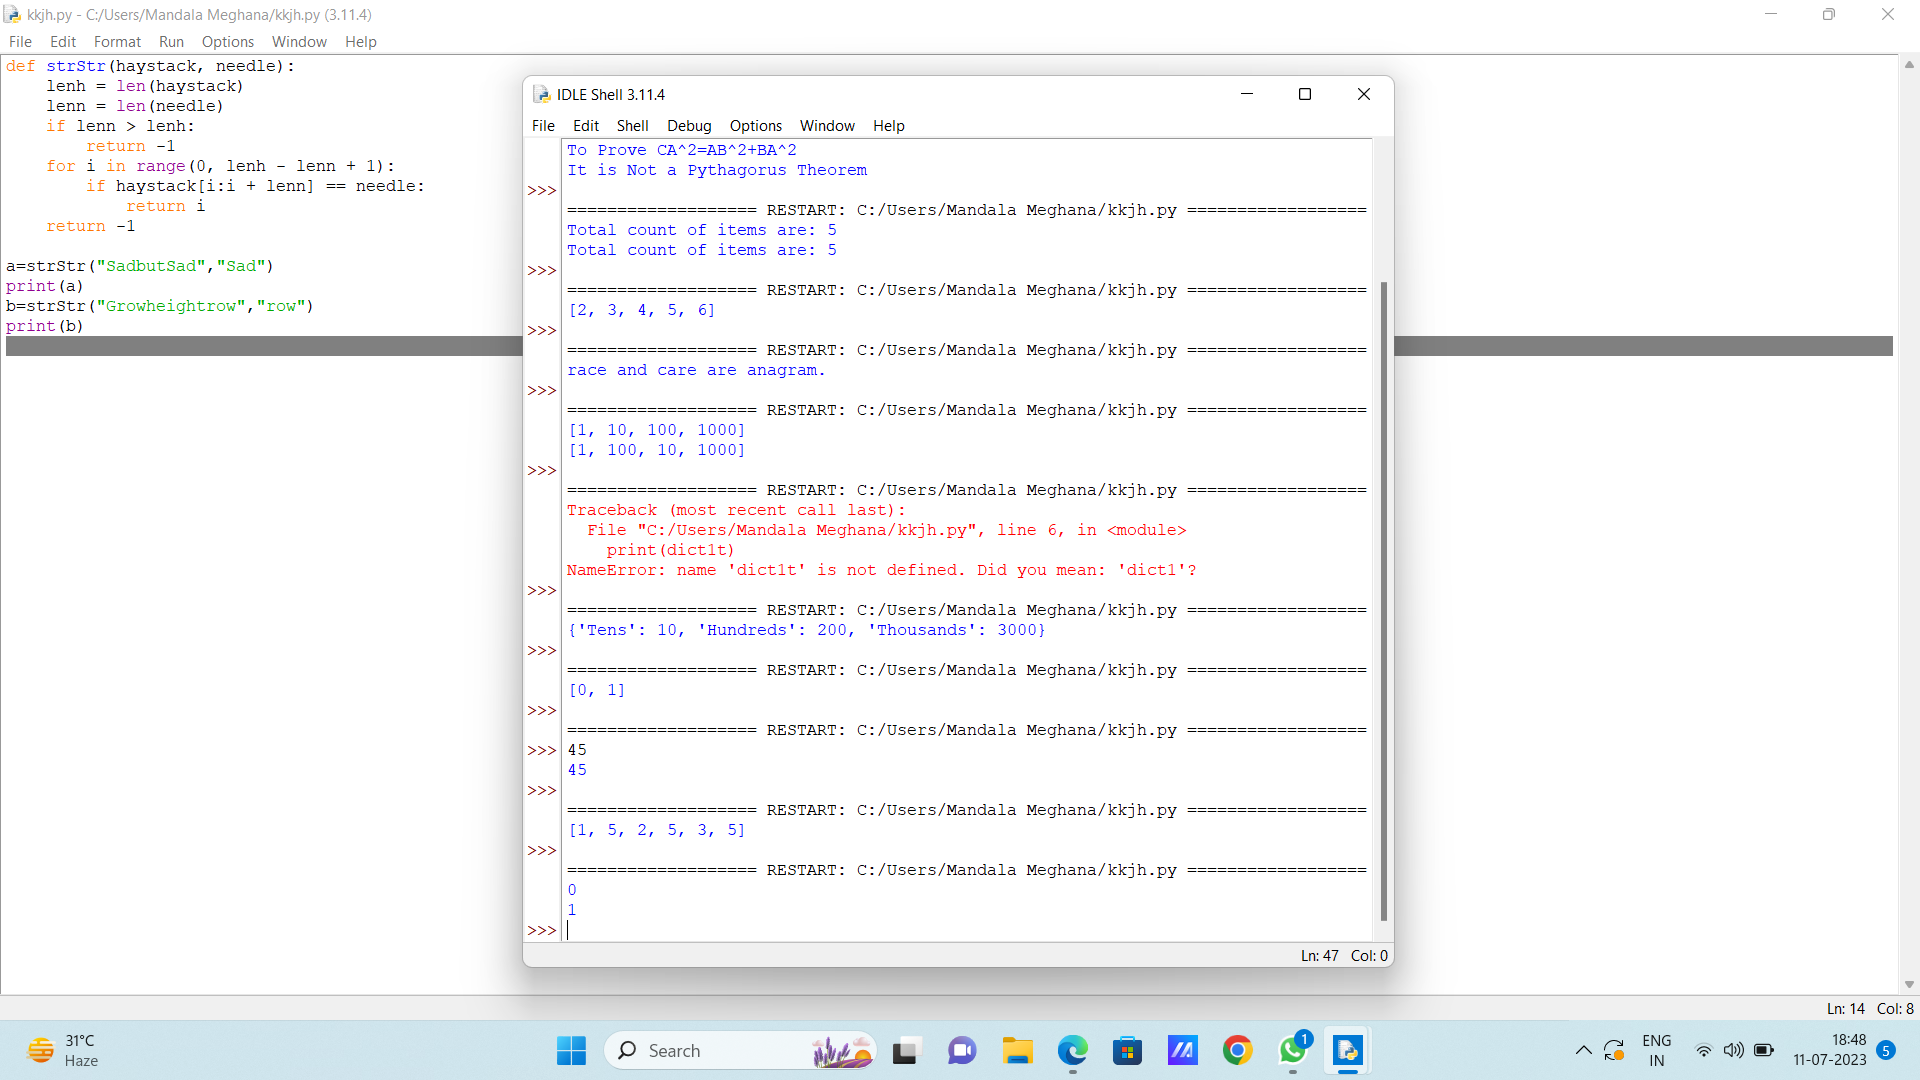 kkjh.py - C:/Users/Mandala Meghana/kkjh.py (3.11.4)
File Edit Format Run Options Window Help
def strStr(haystack, needle):
    lenh = len(haystack)
    lenn = len(needle)
    if lenn > lenh:
        return -1
    for i in range(0, lenh - lenn + 1):
        if haystack[i:i + lenn] == needle:
            return i
    return -1
a=strStr("SadbutSad","Sad")
print(a)
b=strStr("Growheightrow","row")
print(b)
IDLE Shell 3.11.4
File Edit Shell Debug Options Window Help
To Prove CA^2=AB^2+BA^2
It is Not a Pythagorus Theorem
>>>
=================== RESTART: C:/Users/Mandala Meghana/kkjh.py ==================
Total count of items are: 5
Total count of items are: 5
>>>
=================== RESTART: C:/Users/Mandala Meghana/kkjh.py ==================
[2, 3, 4, 5, 6]
>>>
=================== RESTART: C:/Users/Mandala Meghana/kkjh.py ==================
race and care are anagram.
>>>
=================== RESTART: C:/Users/Mandala Meghana/kkjh.py ==================
[1, 10, 100, 1000]
[1, 100, 10, 1000]
>>>
=================== RESTART: C:/Users/Mandala Meghana/kkjh.py ==================
Traceback (most recent call last):
  File "C:/Users/Mandala Meghana/kkjh.py", line 6, in <module>
    print(dict1t)
NameError: name 'dict1t' is not defined. Did you mean: 'dict1'?
>>>
=================== RESTART: C:/Users/Mandala Meghana/kkjh.py ==================
{'Tens': 10, 'Hundreds': 200, 'Thousands': 3000}
>>>
=================== RESTART: C:/Users/Mandala Meghana/kkjh.py ==================
[0, 1]
>>>
=================== RESTART: C:/Users/Mandala Meghana/kkjh.py ==================
>>> 45
45
>>>
=================== RESTART: C:/Users/Mandala Meghana/kkjh.py ==================
[1, 5, 2, 5, 3, 5]
>>>
=================== RESTART: C:/Users/Mandala Meghana/kkjh.py ==================
0
1
>>>
Ln: 47 Col: 0
Ln: 14 Col: 8
31°C
Haze
Search
1
ENG
IN
18:48
11-07-2023
5